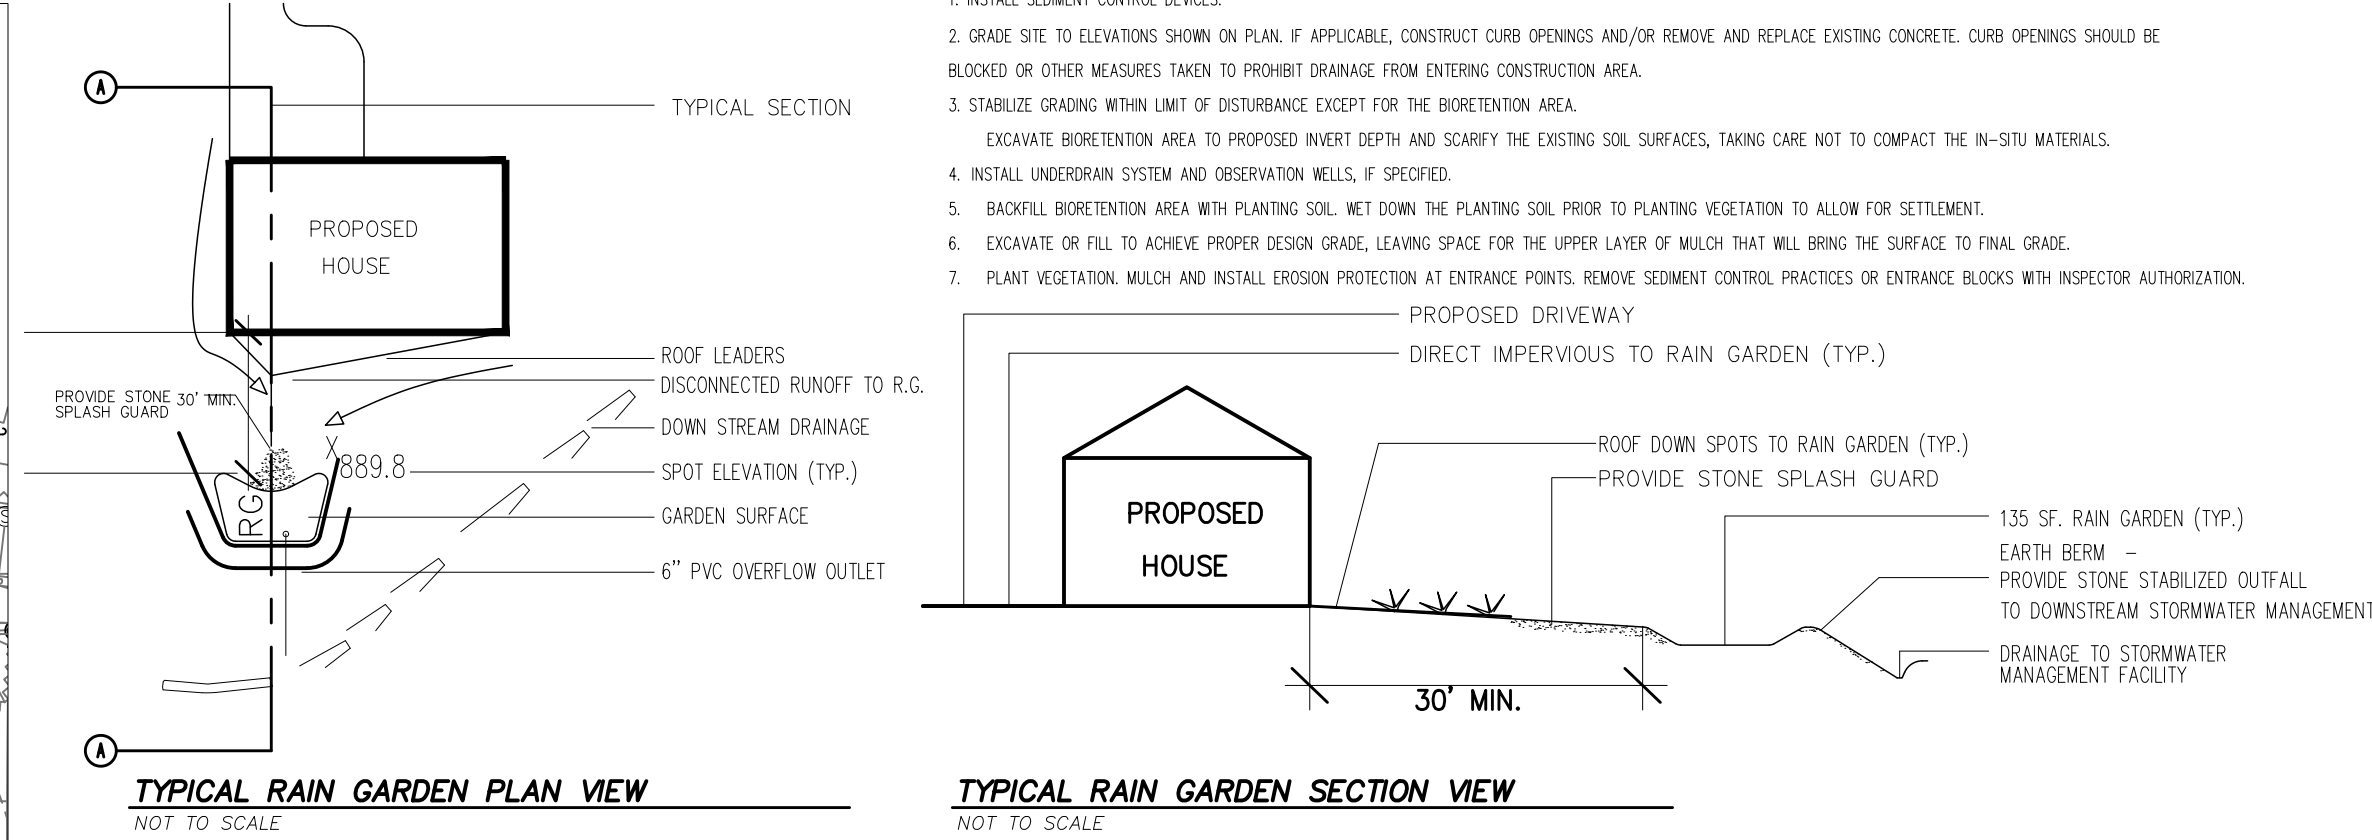 1. INSTALL SEDIMENT CONTROL DEVICES.
2. GRADE SITE TO ELEVATIONS SHOWN ON PLAN. IF APPLICABLE, CONSTRUCT CURB OPENINGS AND/OR REMOVE AND REPLACE EXISTING CONCRETE. CURB OPENINGS SHOULD BE
BLOCKED OR OTHER MEASURES TAKEN TO PROHIBIT DRAINAGE FROM ENTERING CONSTRUCTION AREA.
3. STABILIZE GRADING WITHIN LIMIT OF DISTURBANCE EXCEPT FOR THE BIORETENTION AREA.
EXCAVATE BIORETENTION AREA TO PROPOSED INVERT DEPTH AND SCARIFY THE EXISTING SOIL SURFACES, TAKING CARE NOT TO COMPACT THE IN-SITU MATERIALS.
4. INSTALL UNDERDRAIN SYSTEM AND OBSERVATION WELLS, IF SPECIFIED.
5. BACKFILL BIORETENTION AREA WITH PLANTING SOIL. WET DOWN THE PLANTING SOIL PRIOR TO PLANTING VEGETATION TO ALLOW FOR SETTLEMENT.
6. EXCAVATE OR FILL TO ACHIEVE PROPER DESIGN GRADE, LEAVING SPACE FOR THE UPPER LAYER OF MULCH THAT WILL BRING THE SURFACE TO FINAL GRADE.
7. PLANT VEGETATION. MULCH AND INSTALL EROSION PROTECTION AT ENTRANCE POINTS. REMOVE SEDIMENT CONTROL PRACTICES OR ENTRANCE BLOCKS WITH INSPECTOR AUTHORIZATION.
A
TYPICAL SECTION
PROPOSED
HOUSE
ROOF LEADERS
DISCONNECTED RUNOFF TO R.G.
PROVIDE STONE
SPLASH GUARD
30' MIN.
DOWN STREAM DRAINAGE
889.8
SPOT ELEVATION (TYP.)
RG
GARDEN SURFACE
6" PVC OVERFLOW OUTLET
A
TYPICAL RAIN GARDEN PLAN VIEW
NOT TO SCALE
PROPOSED DRIVEWAY
DIRECT IMPERVIOUS TO RAIN GARDEN (TYP.)
ROOF DOWN SPOTS TO RAIN GARDEN (TYP.)
PROVIDE STONE SPLASH GUARD
PROPOSED
HOUSE
135 SF. RAIN GARDEN (TYP.)
EARTH BERM -
PROVIDE STONE STABILIZED OUTFALL
TO DOWNSTREAM STORMWATER MANAGEMENT
DRAINAGE TO STORMWATER
MANAGEMENT FACILITY
30' MIN.
TYPICAL RAIN GARDEN SECTION VIEW
NOT TO SCALE